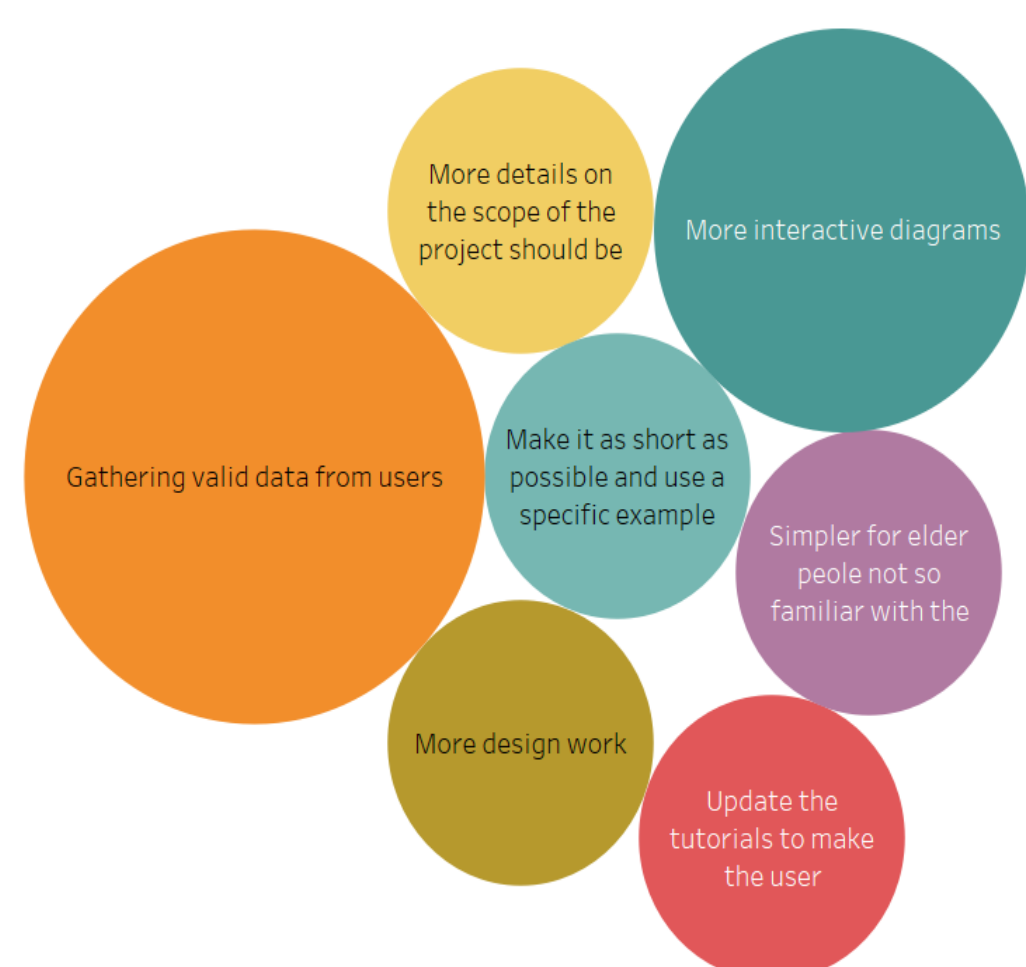 More details on
the scope of the
project should be
More interactive diagrams
Gathering valid data from users
Make it as short as
possible and use a
specific example
Simpler for elder
peole not so
familiar with the
More design work
Update the
tutorials to make
the user